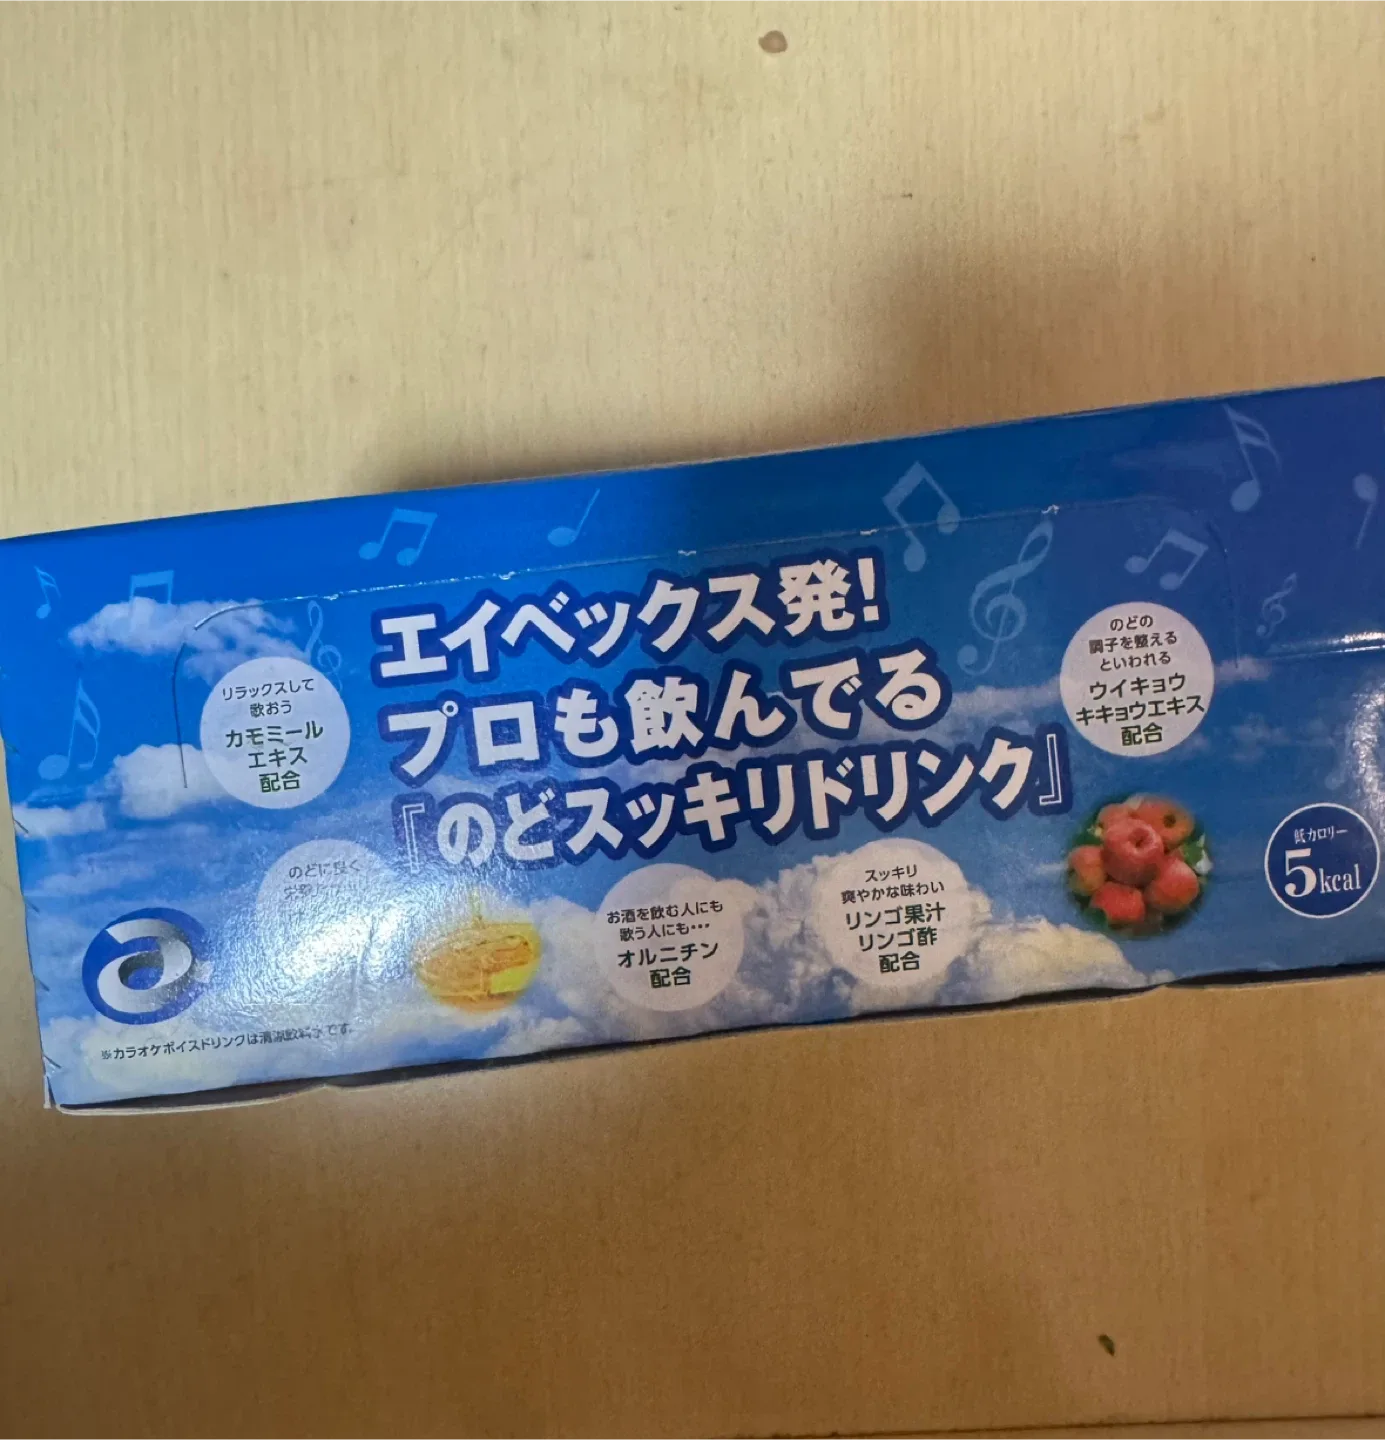 エイベックス発!
プロも飲んでる
『のどスッキリドリンク』
リラックスして
歌おう
カモミール
エキス
配合
のどの
調子を整える
といわれる
ウイキョウ
キキョウエキス
配合
のどに良く
お酒を飲む人にも
歌う人にも…
オルニチン
配合
スッキリ
爽やかな味わい
リンゴ果汁
リンゴ酢
配合
低カロリー
5kcal
a
※カラオケボイスドリンクは清涼飲料水です。